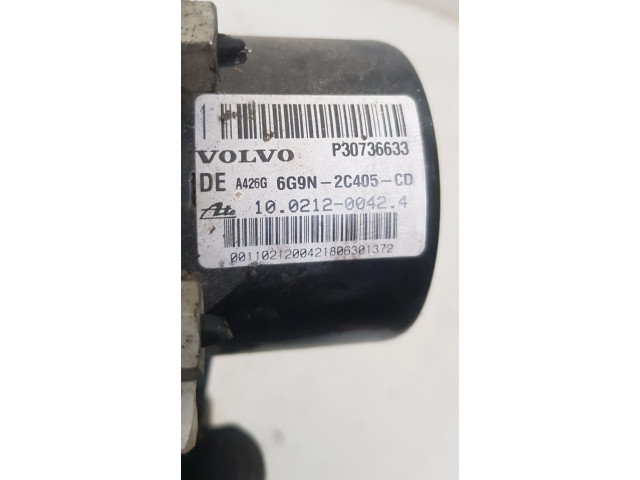 P30736633
VOLVO
DE A426G 6G9N-2C405-CD
Ate 10.0212-0042.4
00110212004218063013​72